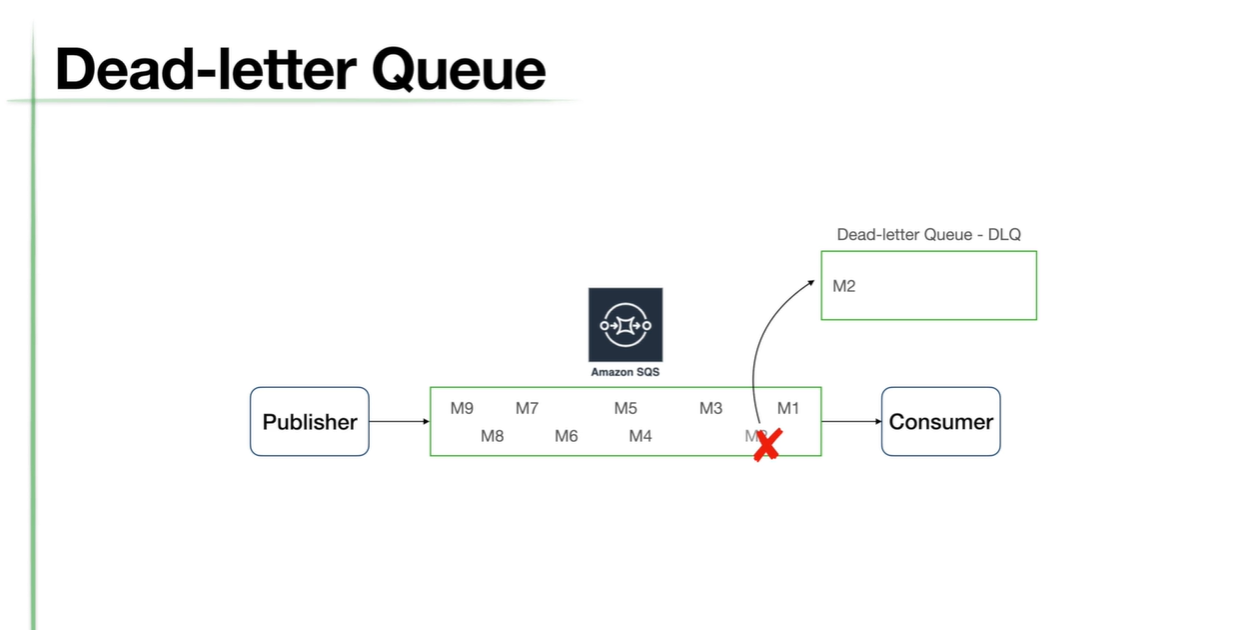 Dead-letter Queue
Dead-letter Queue - DLQ
M2
Amazon SQS
Publisher
M9 M7 M5 M3 M1
M8 M6 M4
Consumer